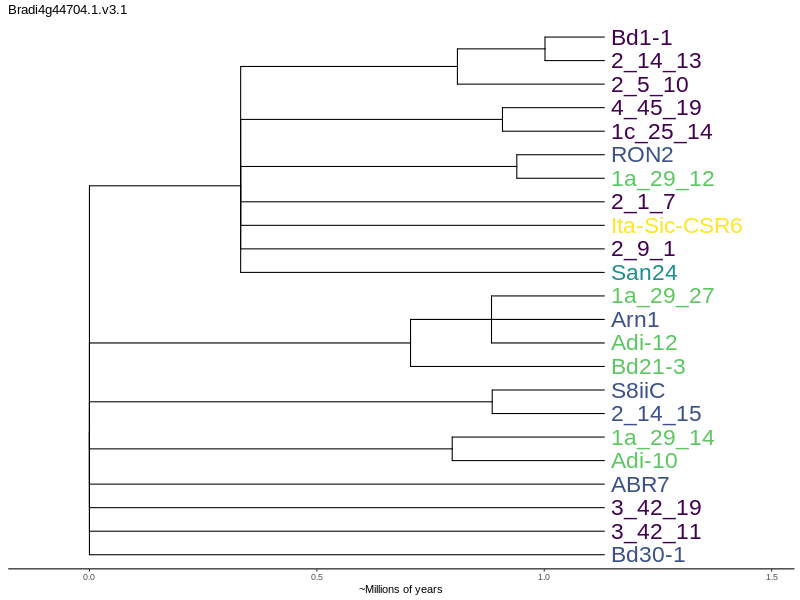 Bradi4g44704.1.v3.1
Bd1-1
2_14_13
2_5_10
4_45_19
1c_25_14
RON2
1a_29_12
2_1_7
Ita-Sic-CSR6
2_9_1
San24
1a_29_27
Arn1
Adi-12
Bd21-3
S8iiC
2_14_15
1a_29_14
Adi-10
ABR7
3_42_19
3_42_11
Bd30-1
0.0 0.5 1.0 1.5
~Millions of years